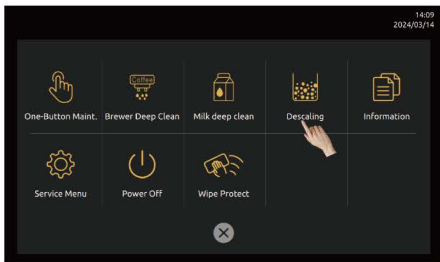 14:09
2024/03/14
Coffee
One-Button Maint. Brewer Deep Clean Milk deep clean Descaling Information
Service Menu Power Off Wipe Protect